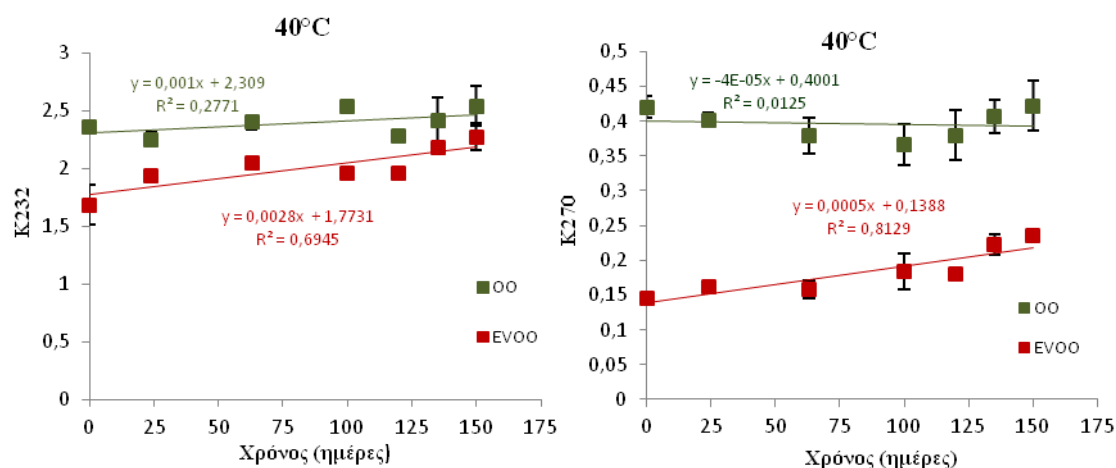 40°C
3
2,5
2
1,5
1
0,5
0
K232
y = 0,001x + 2,309
R² = 0,2771
y = 0,0028x + 1,7731
R² = 0,6945
OO
EVOO
0 25 50 75 100 125 150 175
Χρόνος (ημέρες)
40°C
0,5
0,45
0,4
0,35
0,3
0,25
0,2
0,15
0,1
0,05
0
K270
y = -4E-05x + 0,4001
R² = 0,0125
y = 0,0005x + 0,1388
R² = 0,8129
OO
EVOO
0 25 50 75 100 125 150 175
Χρόνος (ημέρες)